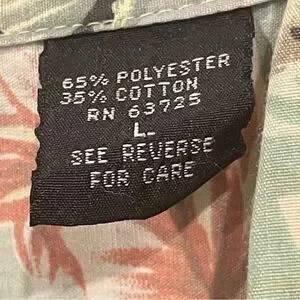 65% POLYESTER
35% COTTON
RN 63725
L-
SEE REVERSE
FOR CARE